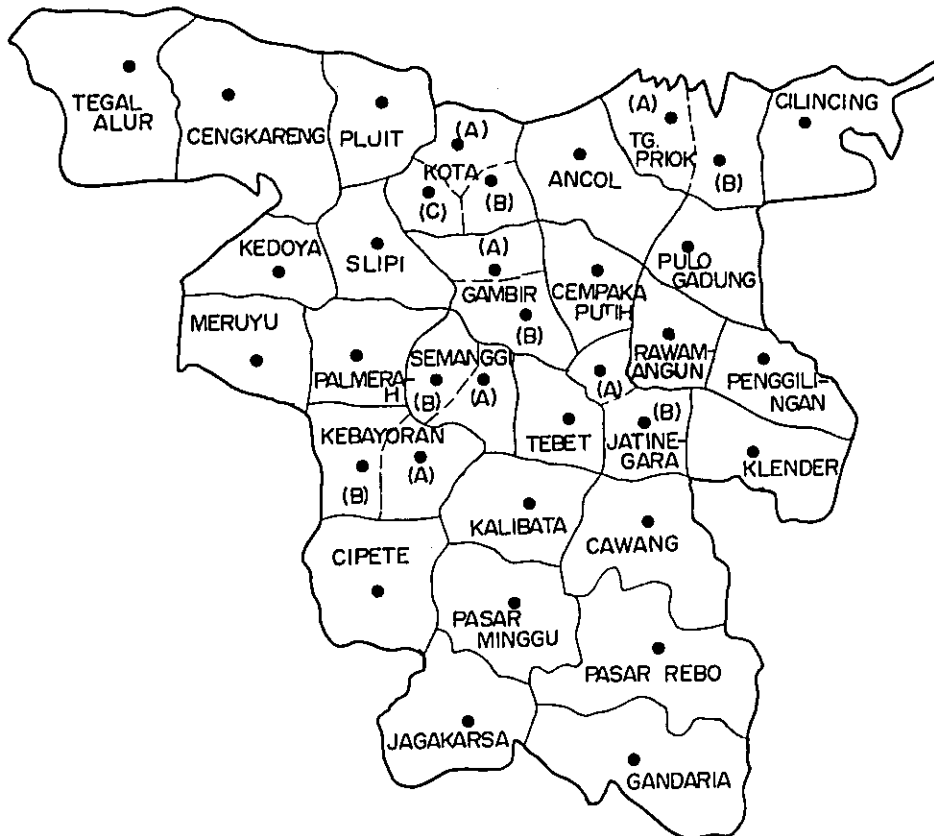 TEGAL
ALUR
CENGKARENG
PLUIT
(A)
KOTA
(B)
(C)
ANCOL
(A)
TG.
PRIOK
(B)
CILINCING
KEDOYA
SLIPI
(A)
GAMBIR
(B)
CEMPAKA
PUTIH
PULO
GADUNG
MERUYU
PALMERA-
H
SEMANGGI
(B)
(A)
(A)
RAWAM-
ANGUN
PENGGILI-
NGAN
KEBAYORAN
(B)
(A)
TEBET
(B)
JATINE-
GARA
KLENDER
KALIBATA
CAWANG
CIPETE
PASAR
MINGGU
PASAR REBO
JAGAKARSA
GANDARIA